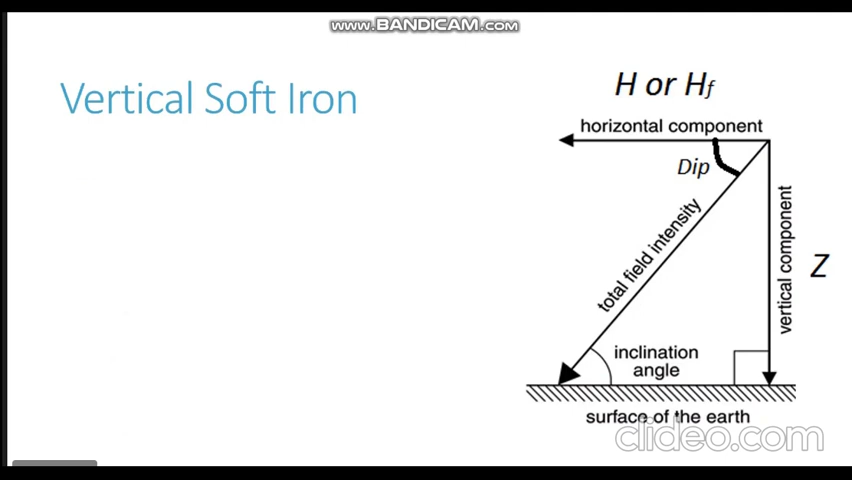 WWW.BANDICAM.COM
Vertical Soft Iron
H or Hf
horizontal component
Dip
total field intensity
vertical component
Z
inclination
angle
surface of the earth
clideo.com